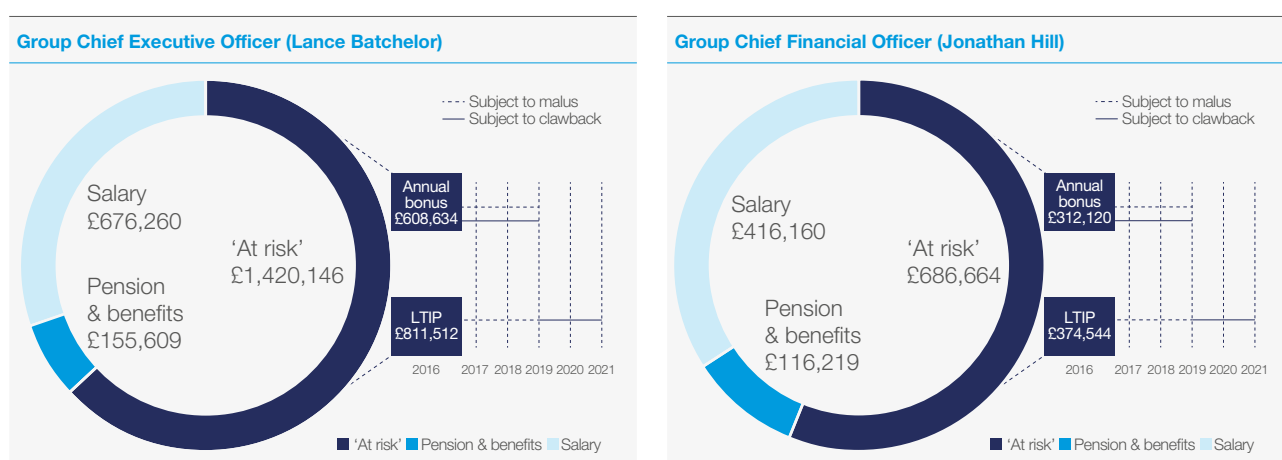 Group Chief Executive Officer (Lance Batchelor)
Subject to malus
Subject to clawback
Salary
£676,260
'At risk'
£1,420,146
Pension
& benefits
£155,609
Annual
bonus
£608,634
LTIP
£811,512
2016 2017 2018 2019 2020 2021
'At risk' Pension & benefits Salary
Group Chief Financial Officer (Jonathan Hill)
Subject to malus
Subject to clawback
Salary
£416,160
'At risk'
£686,664
Pension
& benefits
£116,219
Annual
bonus
£312,120
LTIP
£374,544
2016 2017 2018 2019 2020 2021
'At risk' Pension & benefits Salary